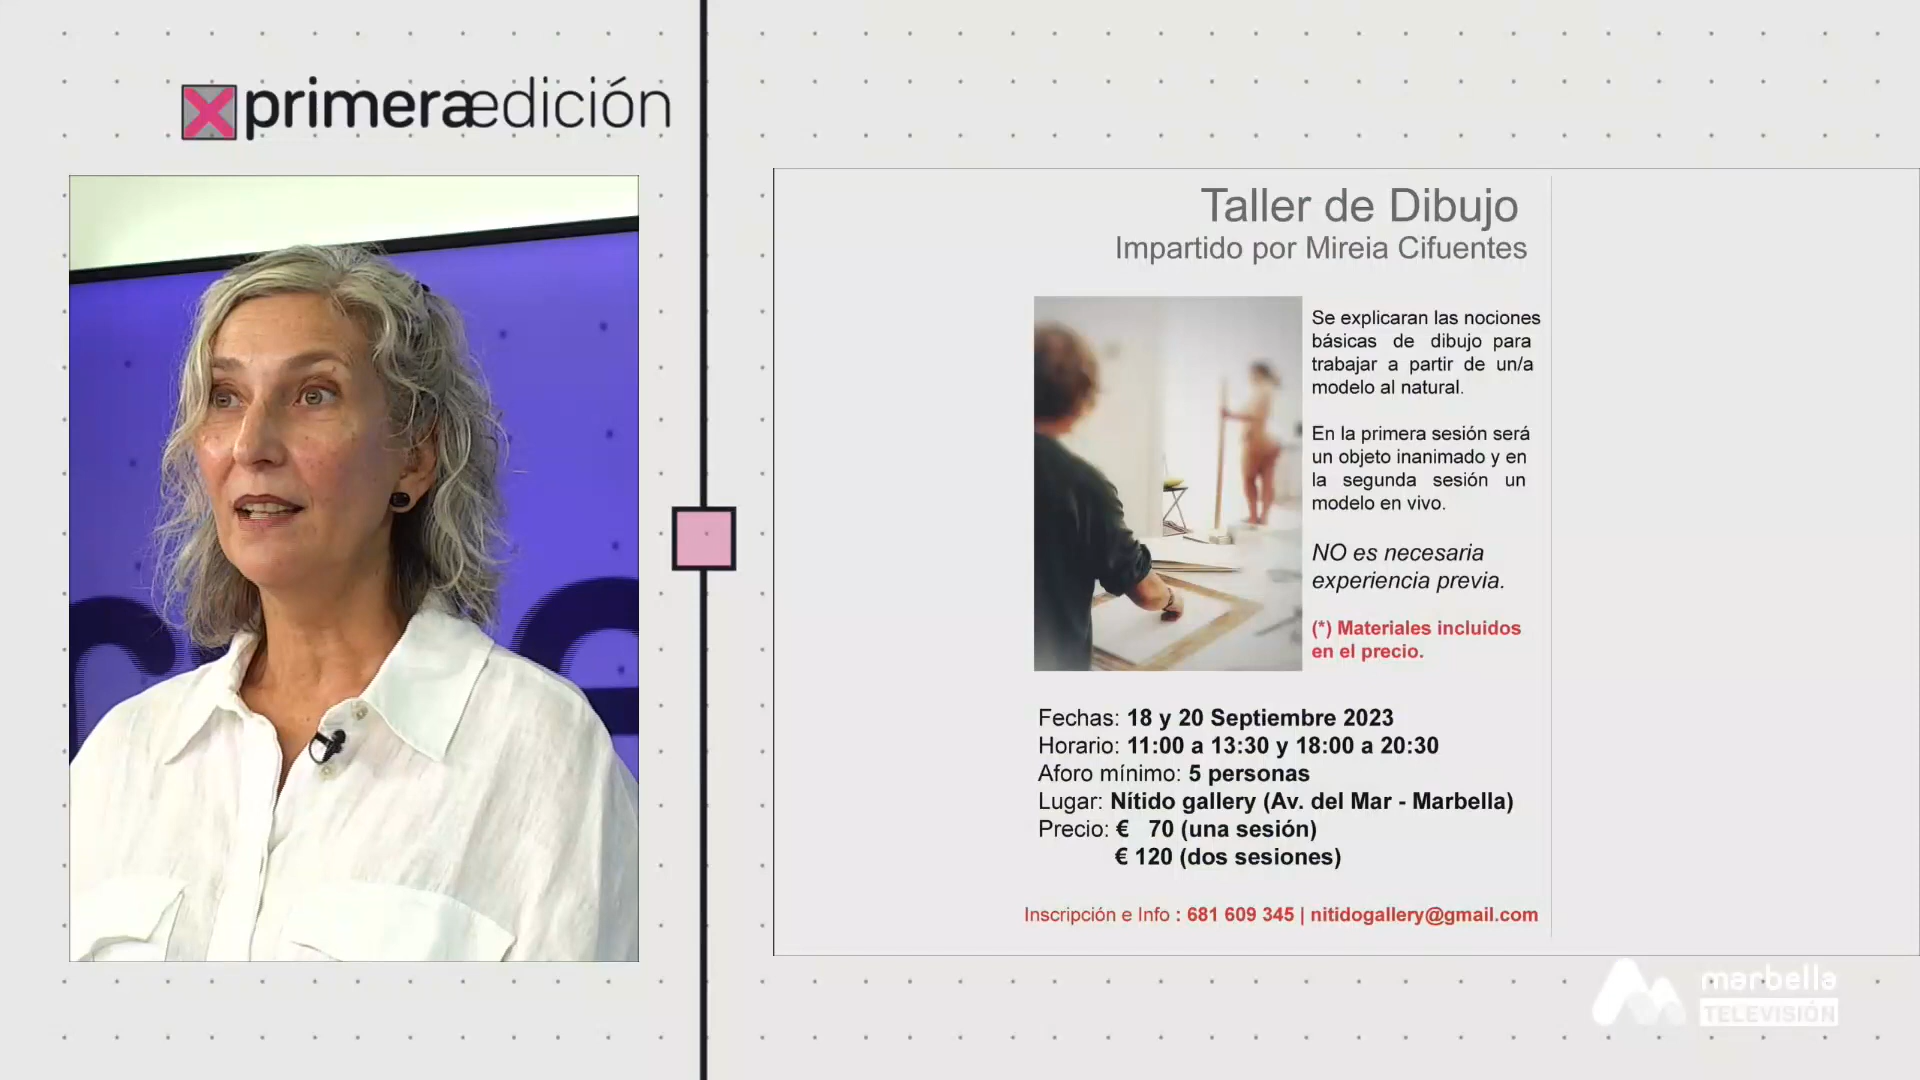 primeraedición
Taller de Dibujo
Impartido por Mireia Cifuentes
Se explicaran las nociones
básicas de dibujo para
trabajar a partir de un/a
modelo al natural.
En la primera sesión será
un objeto inanimado y en
la segunda sesión un
modelo en vivo.
NO es necesaria
experiencia previa.
(*) Materiales incluidos
en el precio.
Fechas: 18 y 20 Septiembre 2023
Horario: 11:00 a 13:30 y 18:00 a 20:30
Aforo mínimo: 5 personas
Lugar: Nítido gallery (Av. del Mar - Marbella)
Precio: € 70 (una sesión)
€ 120 (dos sesiones)
Inscripción e Info : 681 609 345 | nitidogallery@gmail.com
marbella
TELEVISIÓN